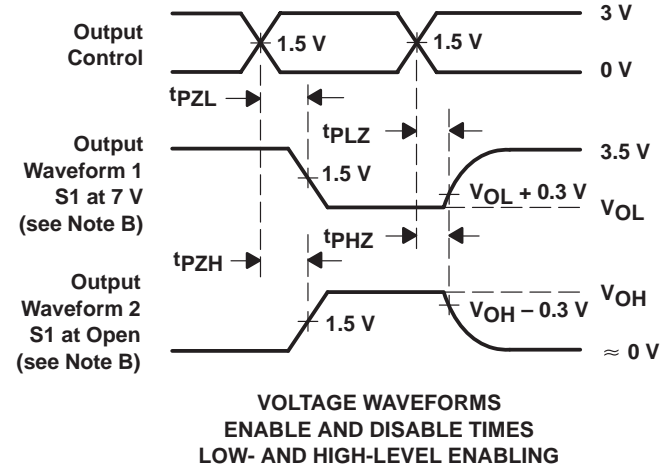 3 V
Output
Control
1.5 V
1.5 V
0 V
tPZL
tPLZ
Output
Waveform 1
S1 at 7 V
(see Note B)
3.5 V
1.5 V
VOL + 0.3 V
VOL
tPHZ
tPZH
Output
Waveform 2
S1 at Open
(see Note B)
VOH
VOH – 0.3 V
1.5 V
≈ 0 V
VOLTAGE WAVEFORMS
ENABLE AND DISABLE TIMES
LOW- AND HIGH-LEVEL ENABLING